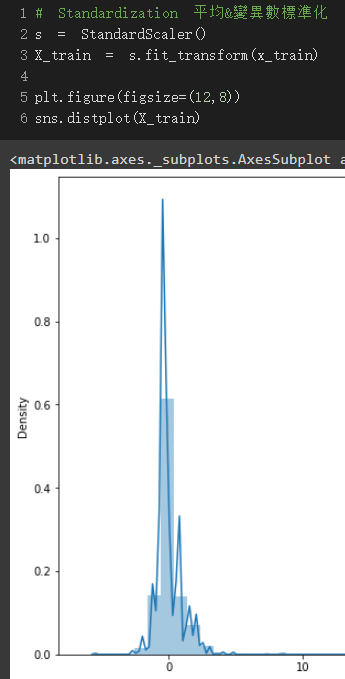 1 # Standardization 平均&變異數標準化
2 s = StandardScaler()
3 X_train = s.fit_transform(x_train)
4
5 plt.figure(figsize=(12,8))
6 sns.distplot(X_train)
<matplotlib.axes._subplots.AxesSubplot a
1.0
0.8
0.6
Density
0.4
0.2
0.0
0 10